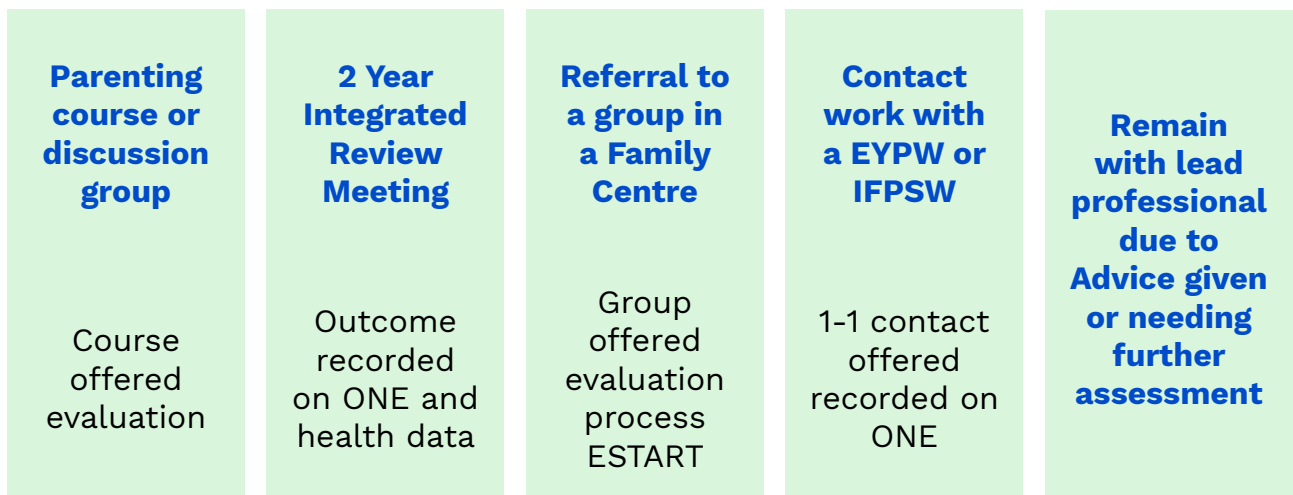 Parenting
course or
discussion
group
Course
offered
evaluation
2 Year
Integrated
Review
Meeting
Outcome
recorded
on ONE and
health data
Referral to
a group in
a Family
Centre
Group
offered
evaluation
process
ESTART
Contact
work with
a EYPW or
IFPSW
1-1 contact
offered
recorded on
ONE
Remain
with lead
professional
due to
Advice given
or needing
further
assessment